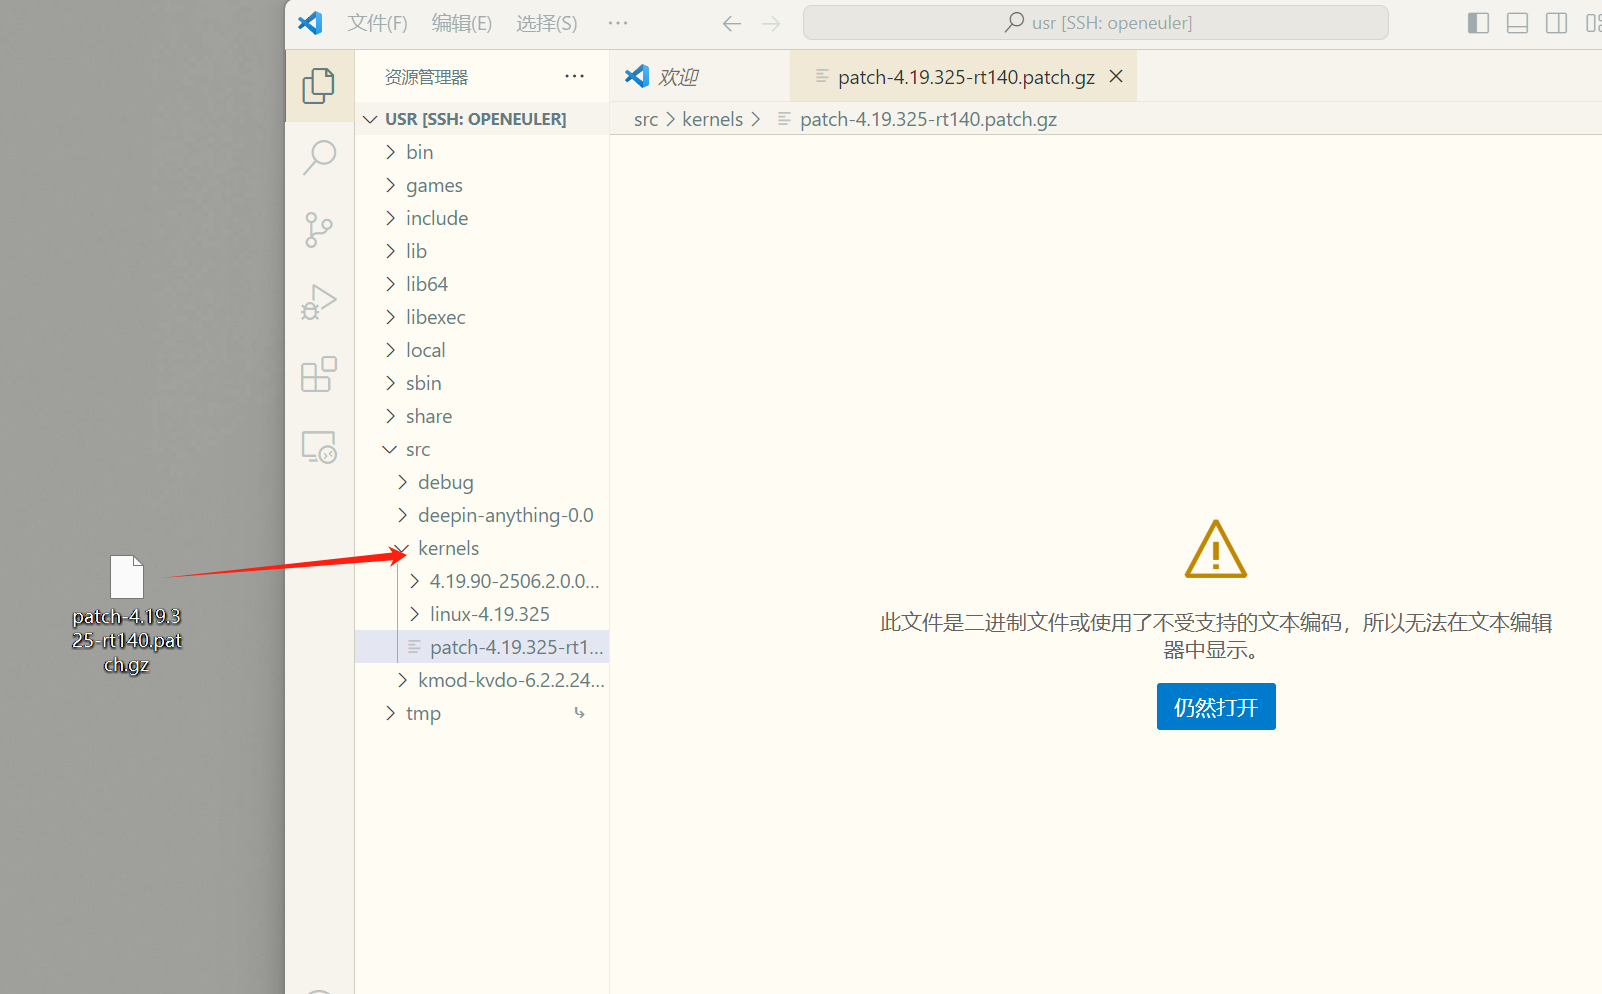 文件(F) 编辑(E) 选择(S) ··· usr [SSH: openeuler]
资源管理器 ··· 欢迎 patch-4.19.325-rt140.patch.gz
USR [SSH: OPENEULER] src > kernels > patch-4.19.325-rt140.patch.gz
bin
games
include
lib
lib64
libexec
local
sbin
share
src
debug
deepin-anything-0.0
kernels
4.19.90-2506.2.0.0...
linux-4.19.325
patch-4.19.325-rt1...
kmod-kvdo-6.2.2.24...
tmp
patch-4.19.3
25-rt140.pat
ch.gz
此文件是二进制文件或使用了不受支持的文本编码，所以无法在文本编辑
器中显示。
仍然打开